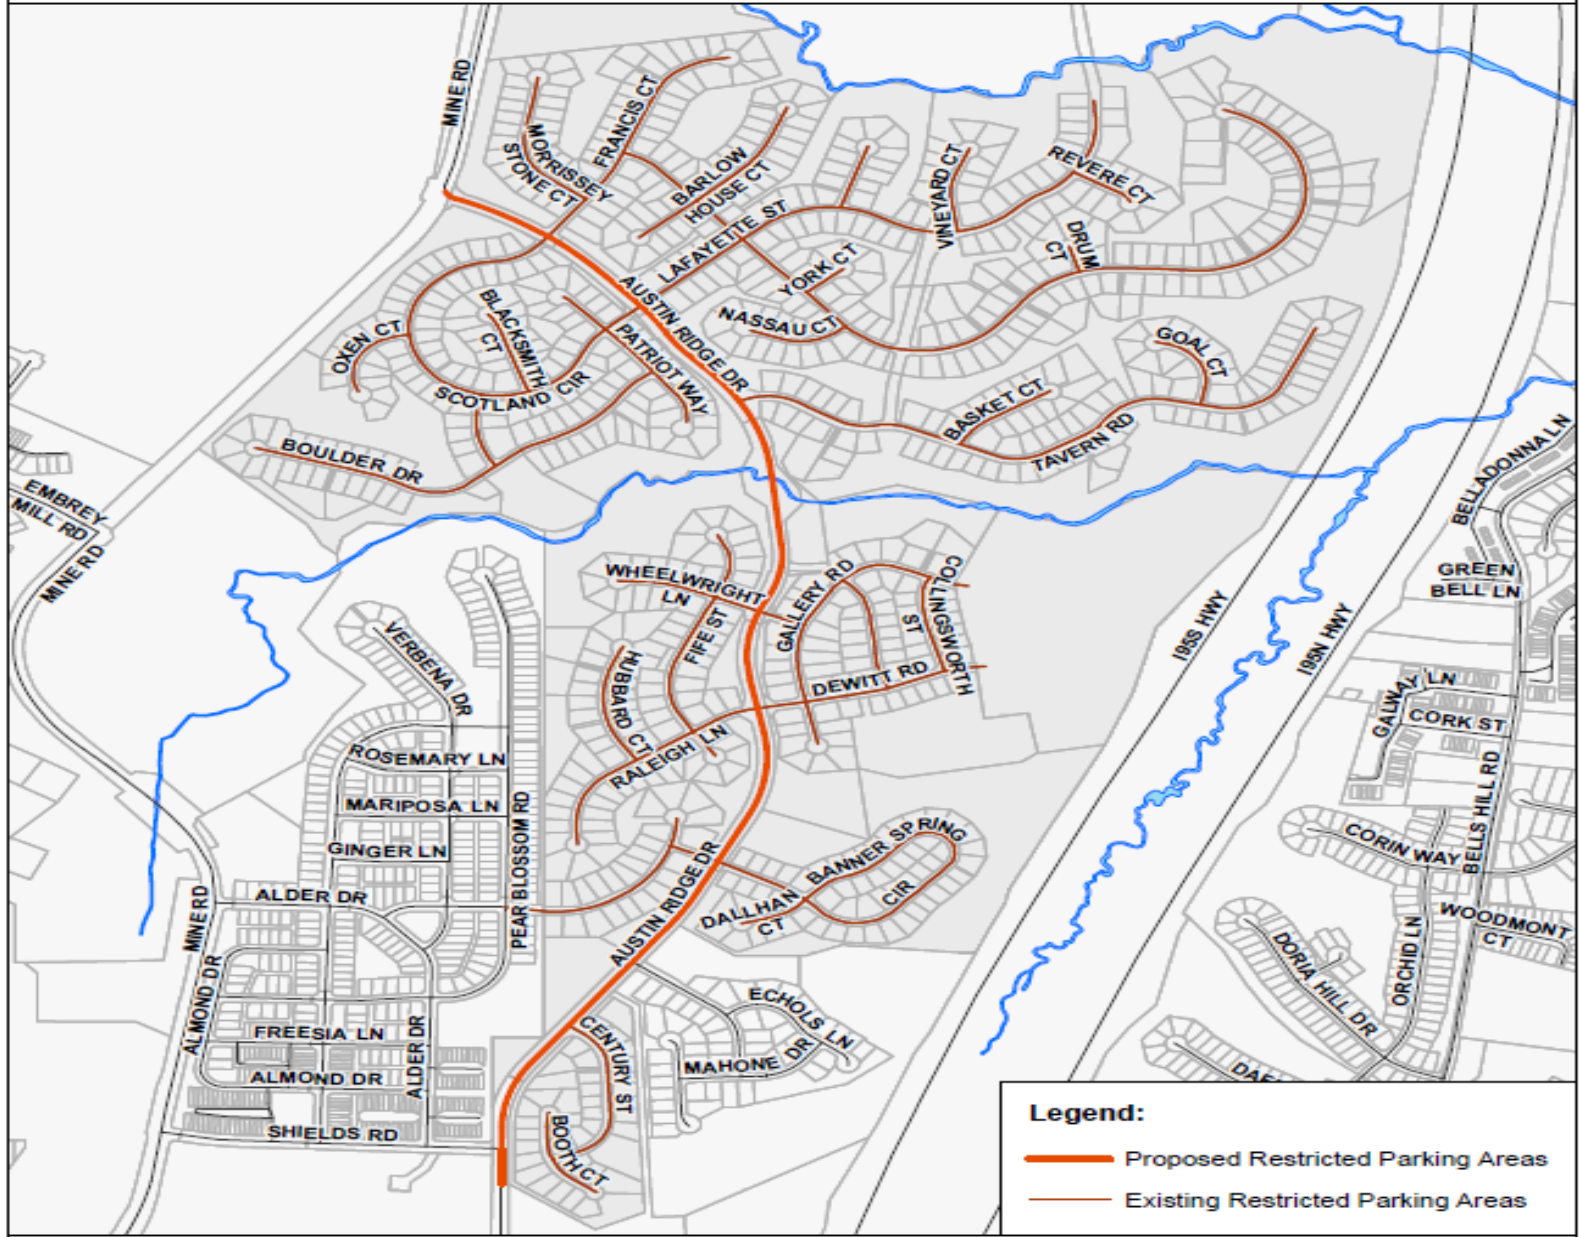 MINE RD
FRANCIS CT
MORRISSEY
STONE CT
BARLOW
HOUSE CT
LAFAYETTE ST
VINEYARD CT
REVERE CT
DRUM
CT
YORK CT
NASSAU CT
AUSTIN RIDGE DR
BLACKSMITH
CT
OXEN CT
PATRIOT WAY
SCOTLAND CIR
GOAL CT
BASKET CT
TAVERN RD
BOULDER DR
EMBREY
MILL RD
MINE RD
BELLADONNA LN
GREEN
BELL LN
WHEELWRIGHT
LN
FIFE ST
GALLERY RD
COLLINGSWORTH
ST
I95S HWY
I95N HWY
VERBENA DR
HUBBARD CT
DEWITT RD
RALEIGH LN
GALWAY LN
CORK ST
ROSEMARY LN
MARIPOSA LN
GINGER LN
PEAR BLOSSOM RD
BELLS HILL RD
CORIN WAY
ALDER DR
MINE RD
AUSTIN RIDGE DR
BANNER SPRING
CIR
DALLHAN
CT
WOODMONT
CT
ORCHID LN
DORIA HILL DR
ALMOND DR
FREESIA LN
ALDER DR
ALMOND DR
SHIELDS RD
ECHOLS LN
MAHONE DR
CENTURY ST
BOOTH CT
Legend:
Proposed Restricted Parking Areas
Existing Restricted Parking Areas